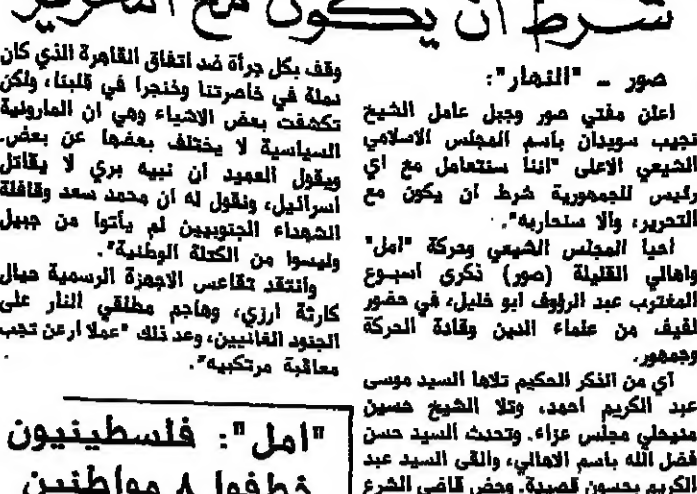 شرط ان يكون مع التحرير
صور ــ "النهار":
اعلن مفتي صور وجبل عامل الشيخ
نجيب سويدان باسم المجلس الاسلامي
الشيعي الاعلى "اننا سنتعامل مع اي
رئيس للجمهورية شرط ان يكون مع
التحرير، والا سنحاربه".
احيا المجلس الشيعي وحركة "امل"
واهالي القليلة (صور) ذكرى اسبوع
المغترب عبد الرؤوف ابو خليل، في حضور
لفيف من علماء الدين وقادة الحركة
وجمهور.
آي من الذكر الحكيم تلاها السيد موسى
عبد الكريم احمد، وتلا الشيخ حسين
مجلس عزاء. وتحدث السيد حسن
فضل الله باسم الاهالي، والقى السيد عبد
الكريم بحسون قصيدة. وحض قاضي الشرع
وقف بكل جرأة ضد اتفاق القاهرة الذي كان
نملة في خاصرتنا وخنجرا في قلبنا، ولكن
تكشفت بعض الاشياء وهي ان المارونية
السياسية لا يختلف بعضها عن بعض.
ويقول العميد ان نبيه بري لا يقاتل
اسرائيل، ونقول له ان محمد سعد وقافلة
الشهداء الجنوبيين لم يأتوا من جبيل
وليسوا من الكتلة الوطنية".
وانتقد تقاعس الاجهزة الرسمية حيال
كارثة ارزي، وهاجم مطلقي النار على
الجنود الغانيين، وعد ذلك "عملا ارعن تجب
معاقبة مرتكبيه".
"امل": فلسطينيون
خطفوا ٨ مواطنين